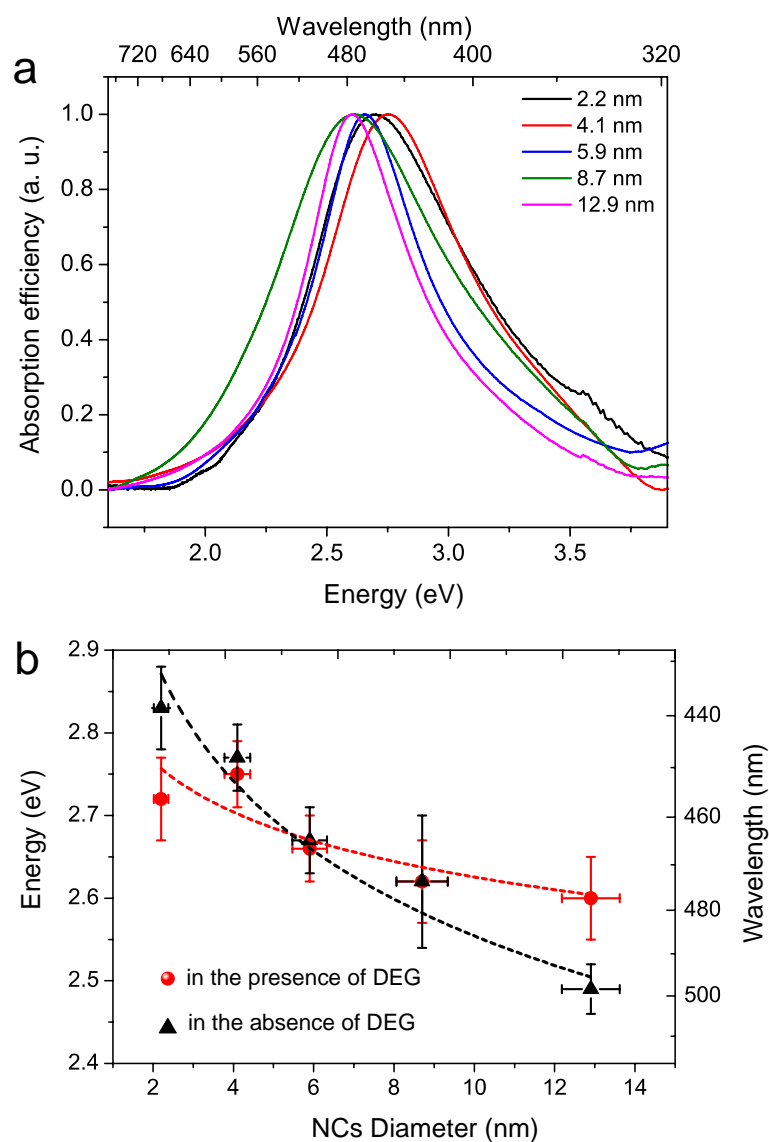 Wavelength (nm)
720 640 560 480 400 320
a
1.0
0.8
0.6
0.4
0.2
0.0
Absorption efficiency (a. u.)
2.2 nm
4.1 nm
5.9 nm
8.7 nm
12.9 nm
2.0 2.5 3.0 3.5
Energy (eV)
b
2.9
2.8
2.7
2.6
2.5
2.4
Energy (eV)
440
460
480
500
Wavelength (nm)
in the presence of DEG
in the absence of DEG
2 4 6 8 10 12 14
NCs Diameter (nm)